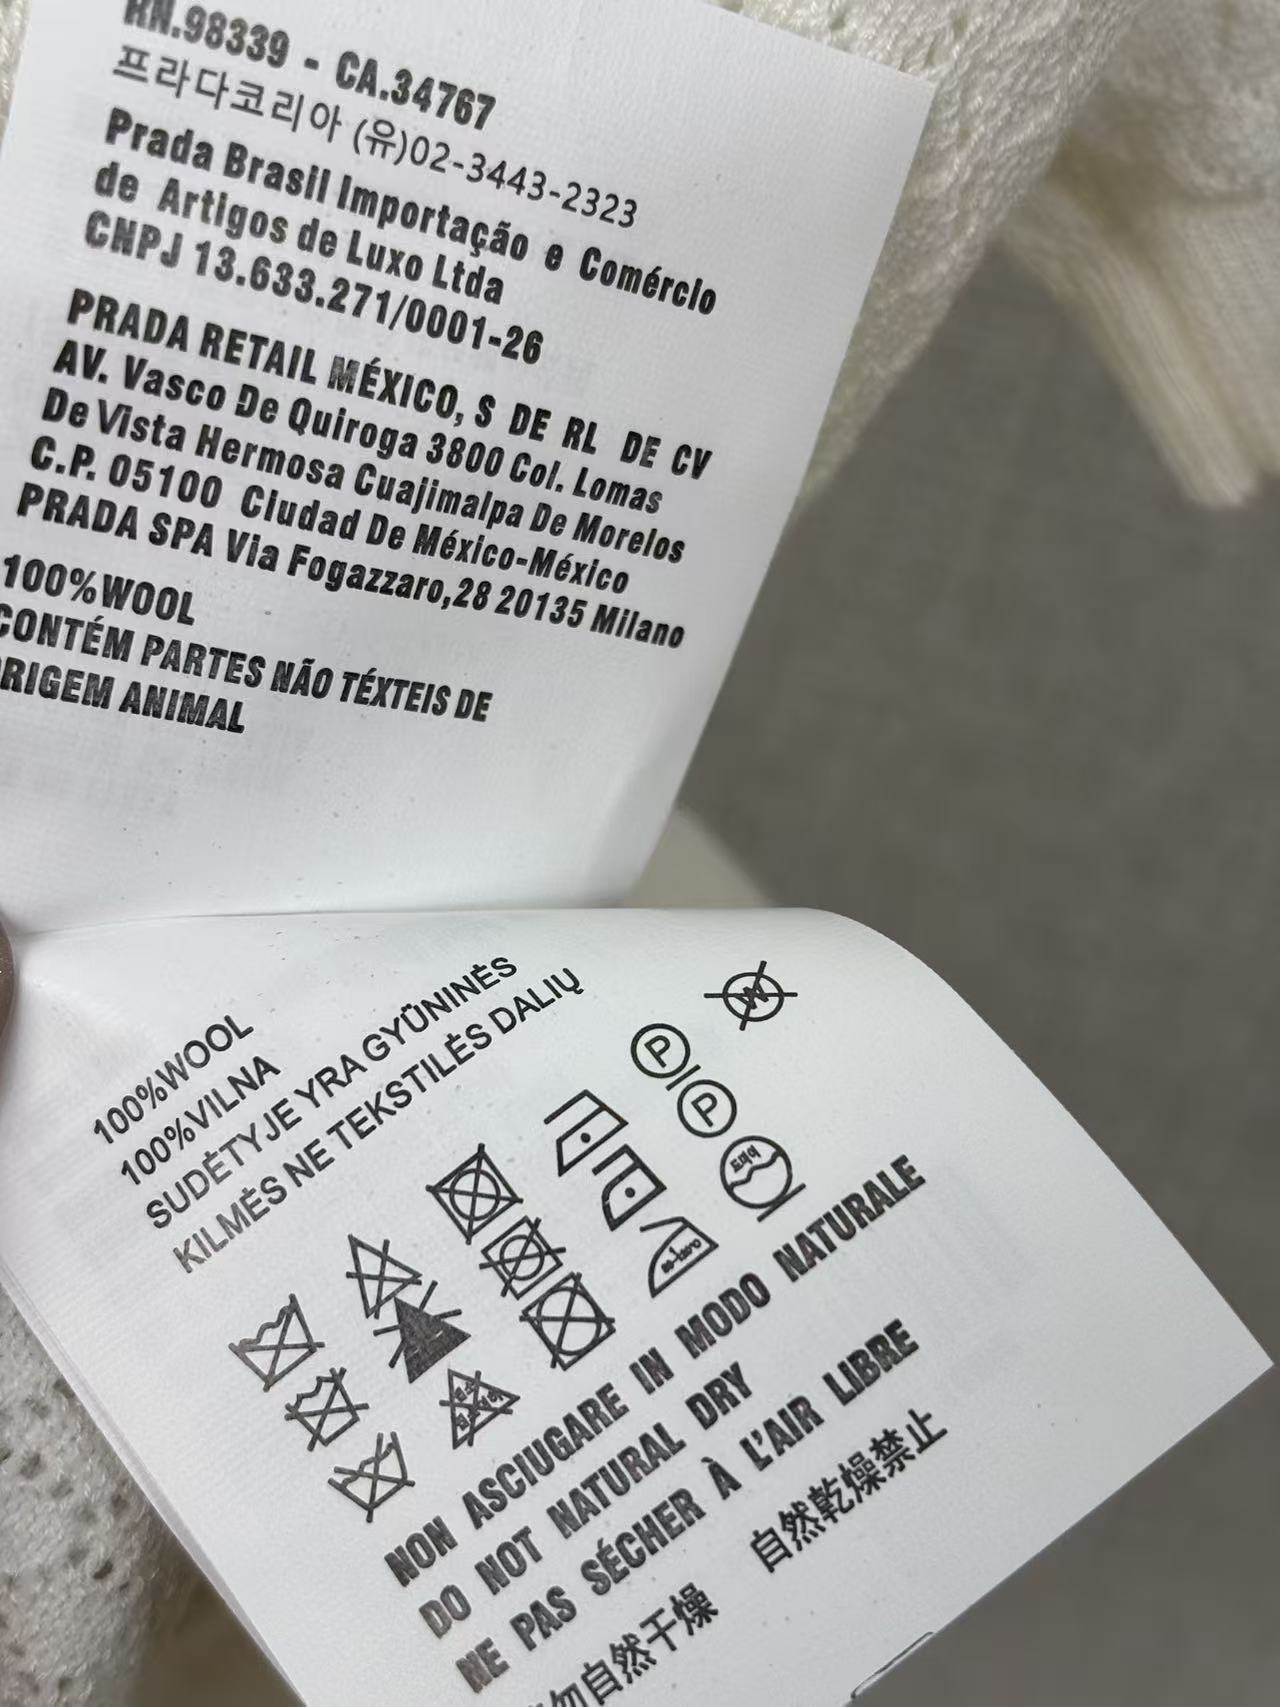 RN.98339 - CA.34767
프라다코리아 (유)02-3443-2323
Prada Brasil Importação e Comércio
de Artigos de Luxo Ltda
CNPJ 13.633.271/0001-26
PRADA RETAIL MÉXICO, S DE RL DE CV
AV. Vasco De Quiroga 3800 Col. Lomas
De Vista Hermosa Cuajimalpa De Morelos
C.P. 05100 Ciudad De México-México
PRADA SPA Via Fogazzaro,28 20135 Milano
100%WOOL
CONTÉM PARTES NÃO TÉXTEIS DE
ORIGEM ANIMAL
100%WOOL
100%VILNA
SUDĖTYJE YRA GYŪNINĖS
KILMĖS NE TEKSTILĖS DALIŲ
W
P
P
드라이
NON ASCIUGARE IN MODO NATURALE
DO NOT NATURAL DRY
NE PAS SÉCHER À L'AIR LIBRE
勿自然干燥 自然乾燥禁止